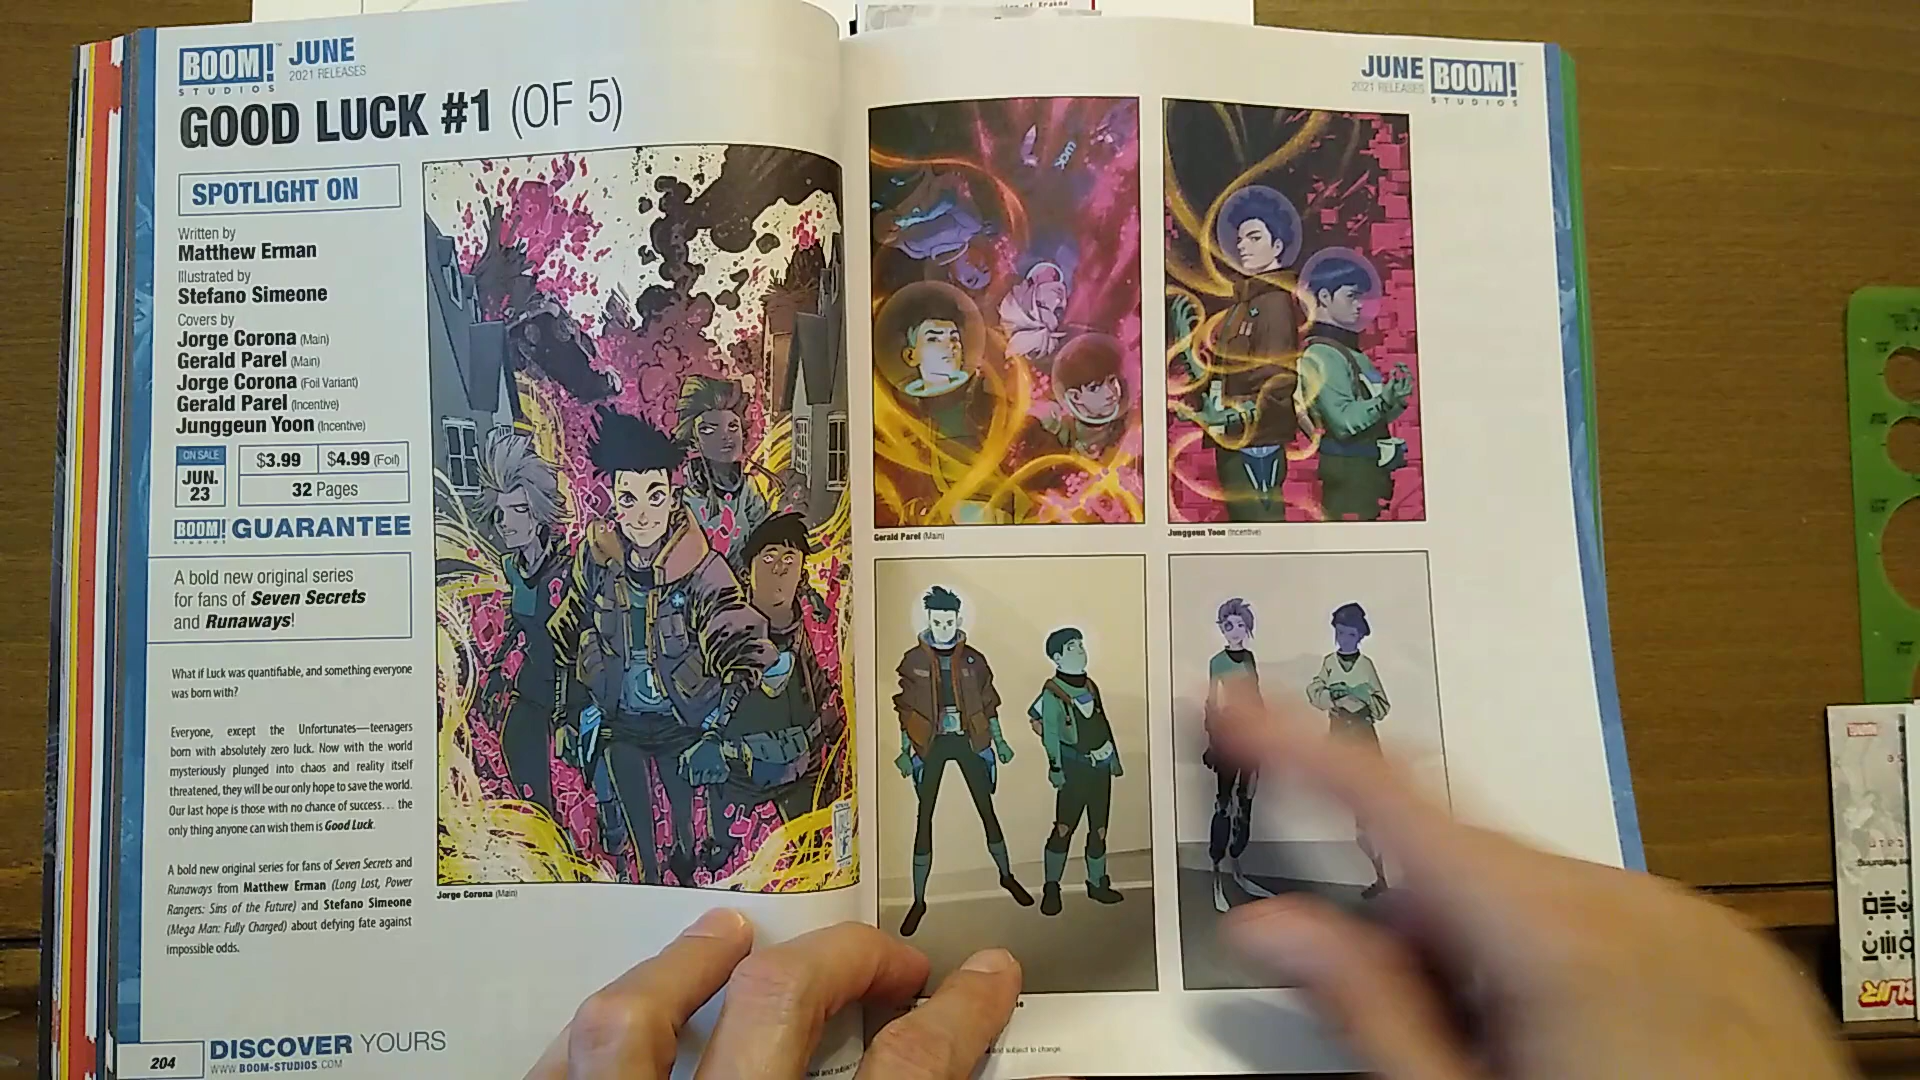 BOOM!™ JUNE
STUDIOS 2021 RELEASES
GOOD LUCK #1 (OF 5)
SPOTLIGHT ON
Written by
Matthew Erman
Illustrated by
Stefano Simeone
Covers by
Jorge Corona (Main)
Gerald Parel (Main)
Jorge Corona (Foil Variant)
Gerald Parel (Incentive)
Junggeun Yoon (Incentive)
ON SALE
JUN.
23
$3.99 $4.99 (Foil)
32 Pages
BOOM! GUARANTEE
STUDIOS
A bold new original series
for fans of Seven Secrets
and Runaways!
What if Luck was quantifiable, and something everyone
was born with?
Everyone, except the Unfortunates—teenagers
born with absolutely zero luck. Now with the world
mysteriously plunged into chaos and reality itself
threatened, they will be our only hope to save the world.
Our last hope is those with no chance of success... the
only thing anyone can wish them is Good Luck.
A bold new original series for fans of Seven Secrets and
Runaways from Matthew Erman (Long Lost, Power
Rangers: Sins of the Future) and Stefano Simeone
(Mega Man: Fully Charged) about defying fate against
impossible odds.
Jorge Corona (Main)
204
DISCOVER YOURS
WWW.BOOM-STUDIOS.COM
JUNE BOOM!™
2021 RELEASES STUDIOS
LUCK
Gerald Parel (Main)
Junggeun Yoon (Incentive)
and subject to change.